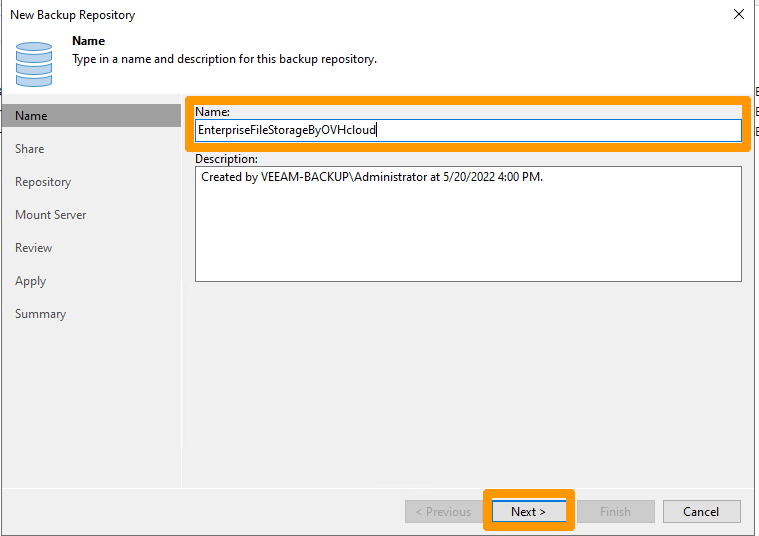 New Backup Repository
Name
Type in a name and description for this backup repository.
Name
Share
Repository
Mount Server
Review
Apply
Summary
Name:
EnterpriseFileStorageByOVHcloud
Description:
Created by VEEAM-BACKUP\Administrator at 5/20/2022 4:00 PM.
< Previous
Next >
Finish
Cancel